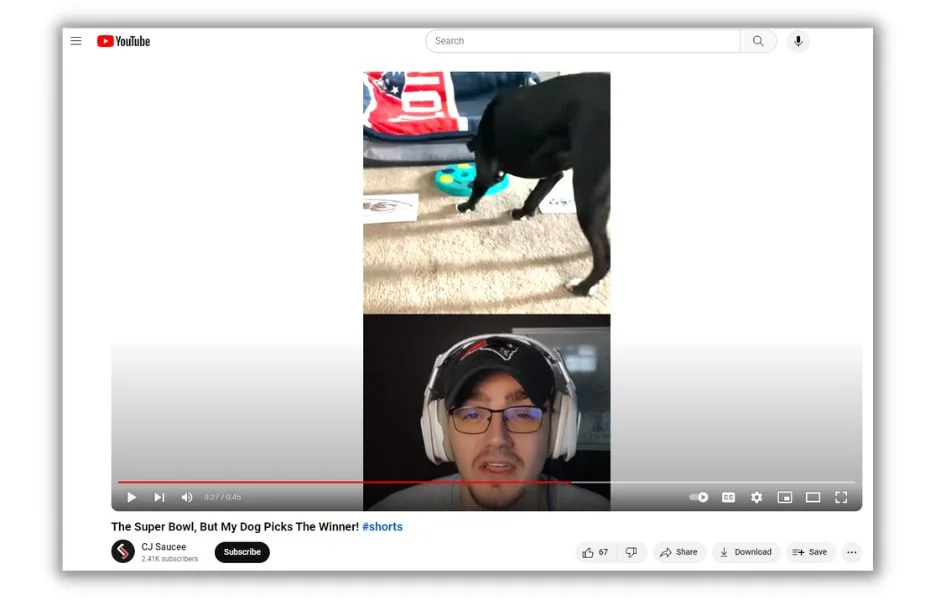 YouTube
Search
0:27 / 0:45
CC
The Super Bowl, But My Dog Picks The Winner! #shorts
CJ Saucee
2.41K subscribers
Subscribe
67
Share
Download
Save